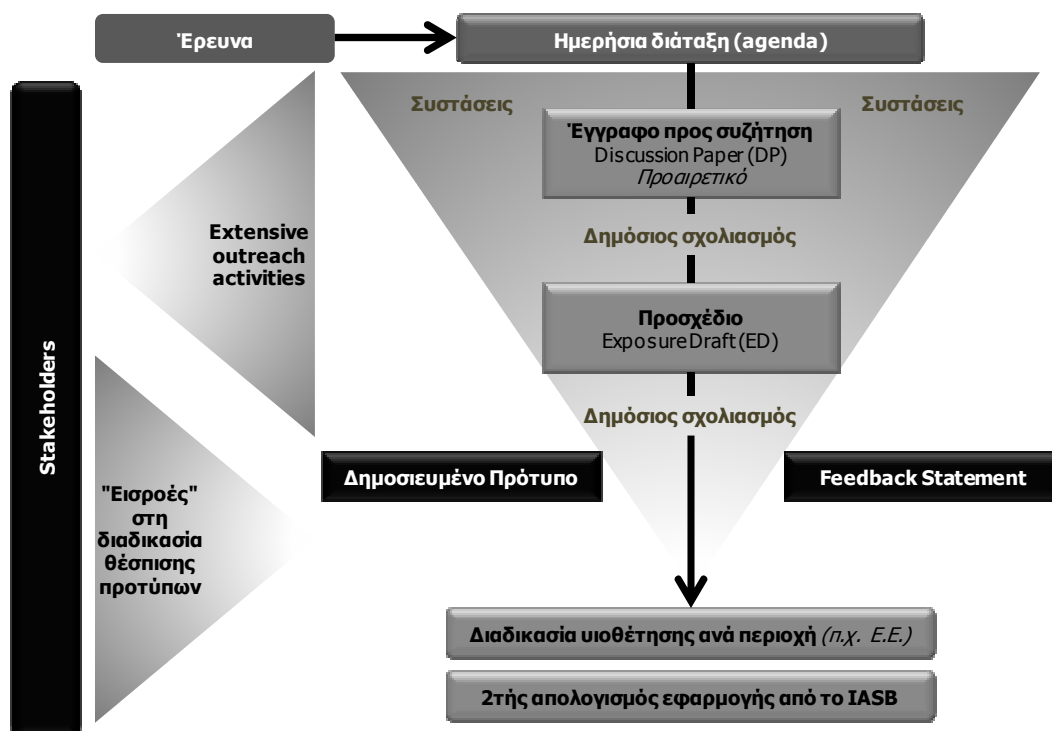 Έρευνα
Ημερήσια διάταξη (agenda)
Συστάσεις
Συστάσεις
Έγγραφο προς συζήτηση
Discussion Paper (DP)
Προαιρετικό
Δημόσιος σχολιασμός
Προσχέδιο
Exposure Draft (ED)
Δημόσιος σχολιασμός
Extensive
outreach
activities
Stakeholders
"Εισροές"
στη
διαδικασία
θέσπισης
προτύπων
Δημοσιευμένο Πρότυπο
Feedback Statement
Διαδικασία υιοθέτησης ανά περιοχή (π.χ. Ε.Ε.)
2τής απολογισμός εφαρμογής από το IASB